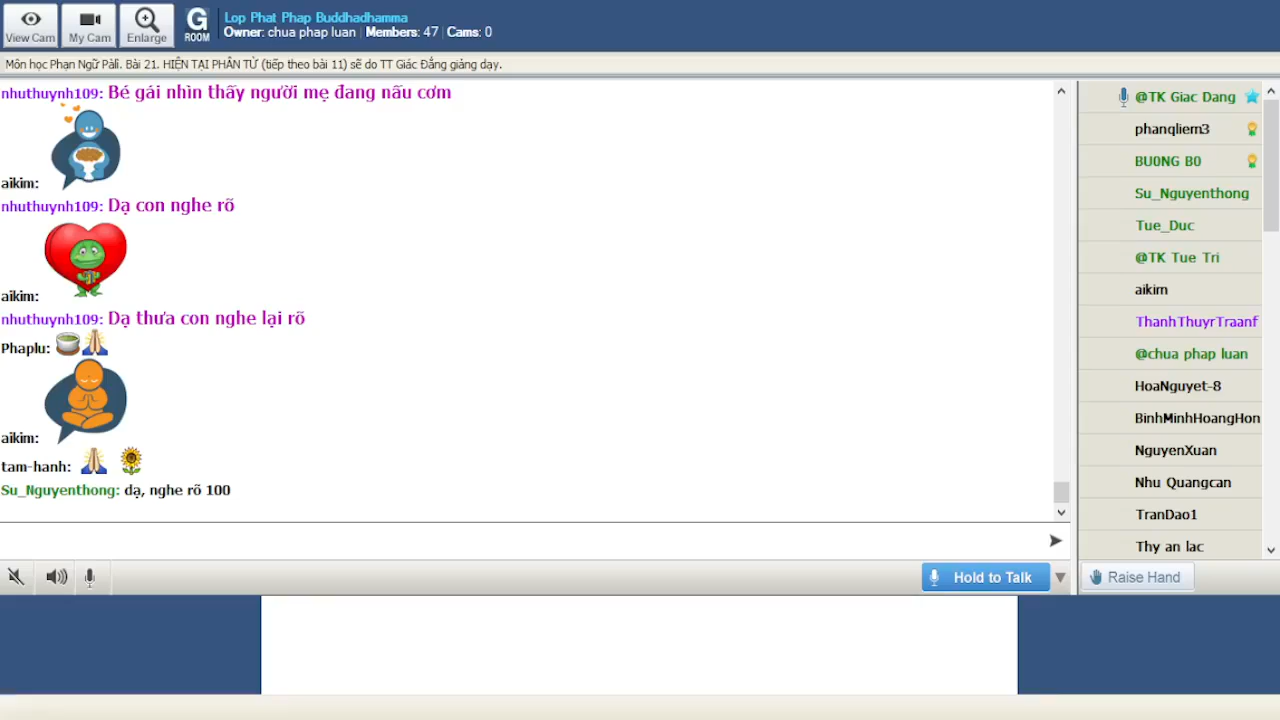 View Cam
My Cam
Enlarge
G
ROOM
Lop Phat Phap Buddhadhamma
Owner: chua phap luan | Members: 47 | Cams: 0
Môn học Phạn Ngữ Pāli. Bài 21. HIỆN TẠI PHÂN TỪ (tiếp theo bài 11) sẽ do TT Giác Đẳng giảng dạy.
nhuthuynh109: Bé gái nhìn thấy người mẹ đang nấu cơm
aikim:
nhuthuynh109: Dạ con nghe rõ
aikim:
nhuthuynh109: Dạ thưa con nghe lại rõ
Phaplu:
aikim:
tam-hanh:
Su_Nguyenthong: dạ, nghe rõ 100
Hold to Talk
@TK Giac Dang
phanqliem3
BU0NG B0
Su_Nguyenthong
Tue_Duc
@TK Tue Tri
aikim
ThanhThuyrTraanf
@chua phap luan
HoaNguyet-8
BinhMinhHoangHon
NguyenXuan
Nhu Quangcan
TranDao1
Thy an lac
Raise Hand